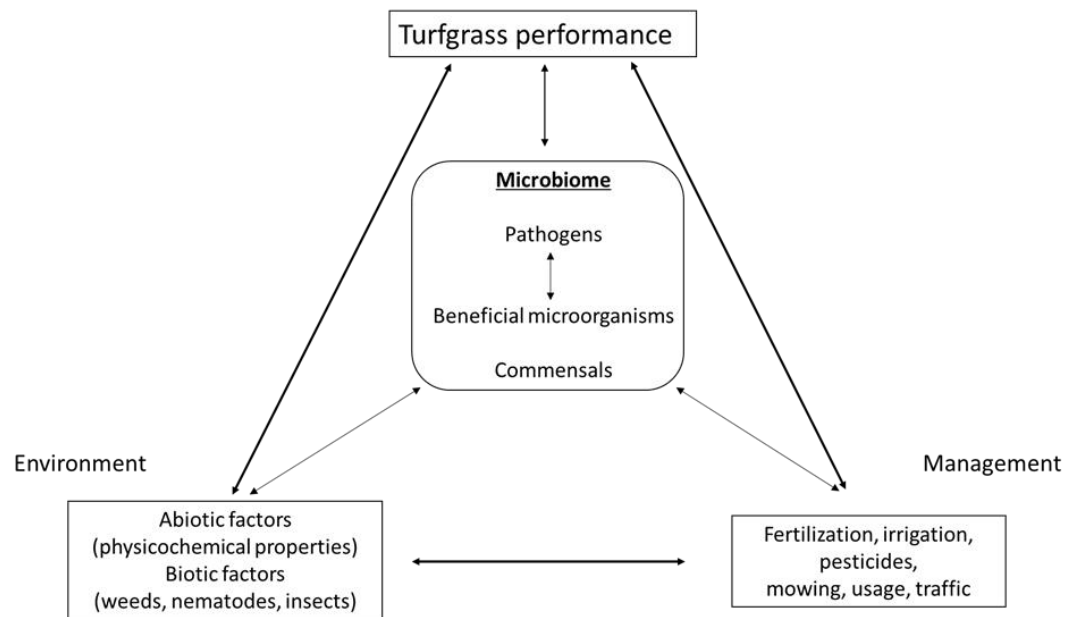 Turfgrass performance
Microbiome
Pathogens
Beneficial microorganisms
Commensals
Environment
Management
Abiotic factors
(physicochemical properties)
Biotic factors
(weeds, nematodes, insects)
Fertilization, irrigation,
pesticides,
mowing, usage, traffic